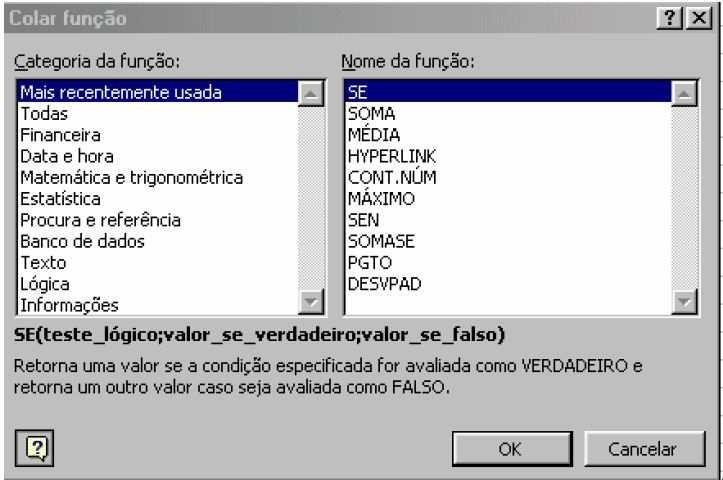 Colar função
Categoria da função:
Mais recentemente usada
Todas
Financeira
Data e hora
Matemática e trigonométrica
Estatística
Procura e referência
Banco de dados
Texto
Lógica
Informações
Nome da função:
SE
SOMA
MÉDIA
HYPERLINK
CONT.NÚM
MÁXIMO
SEN
SOMASE
PGTO
DESVPAD
SE(teste_lógico;valor_se_verdadeiro;valor_se_falso)
Retorna uma valor se a condição especificada for avaliada como VERDADEIRO e
retorna um outro valor caso seja avaliada como FALSO.
OK
Cancelar